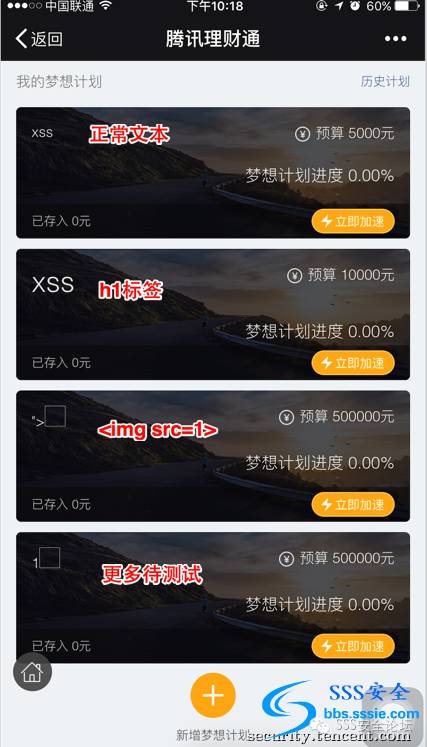 中国联通 下午10:18 60%
返回 腾讯理财通
我的梦想计划 历史计划
xss 正常文本 预算 5000元
梦想计划进度 0.00%
已存入 0元 立即加速
XSS h1标签 预算 10000元
梦想计划进度 0.00%
已存入 0元 立即加速
"> <img src=1> 预算 500000元
梦想计划进度 0.00%
已存入 0元 立即加速
1 更多待测试 预算 500000元
梦想计划进度 0.00%
已存入 0元 立即加速
SSS安全
bbs.sssie.com
SSS安全论坛
新增梦想计划
security.tencent.com